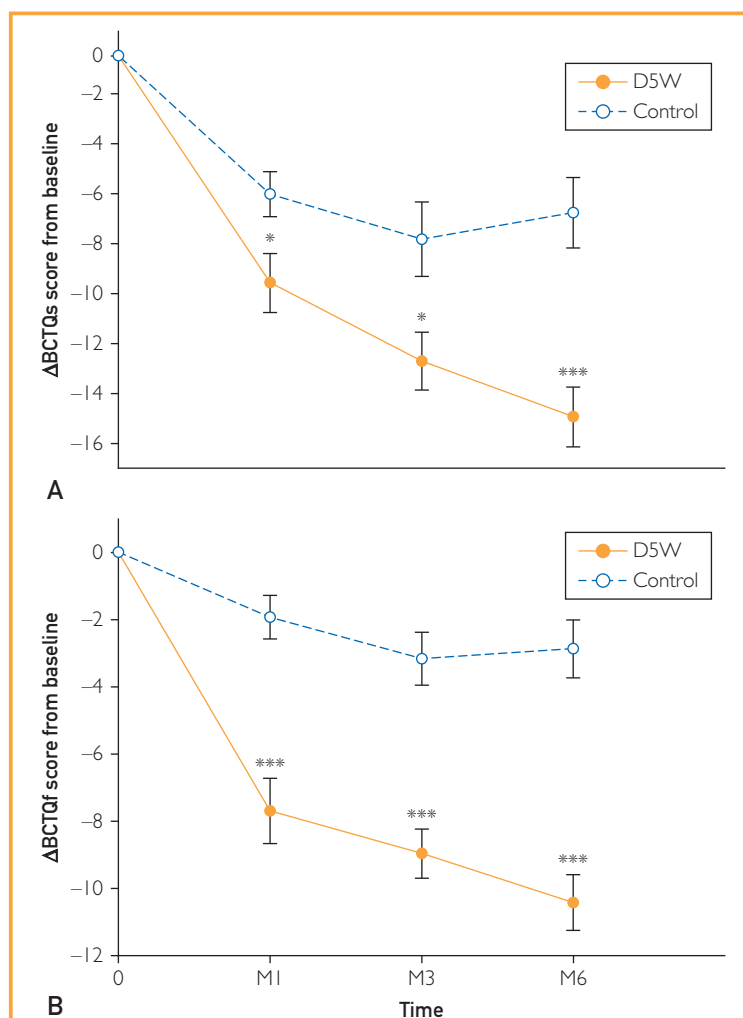 0
−2
−4
−6
−8
−10
−12
−14
−16
ΔBCTQs score from baseline
D5W
Control
*
*
***
A
0
−2
−4
−6
−8
−10
−12
ΔBCTQf score from baseline
D5W
Control
***
***
***
0 M1 M3 M6
Time
B